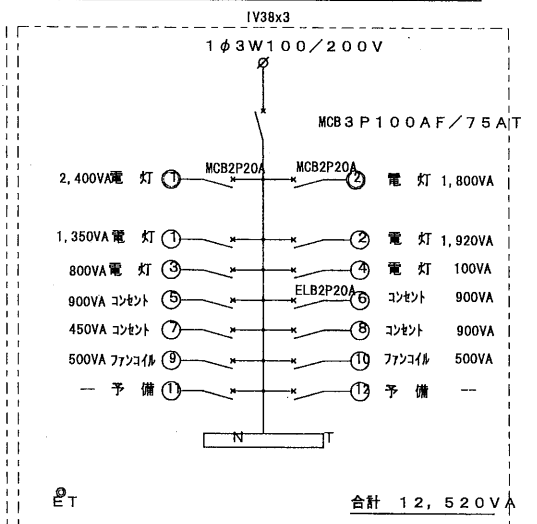 IV38x3
1φ3W100/200V
MCB3P100AF/75AT
MCB2P20A MCB2P20A
2,400VA電 灯 ① ② 電 灯 1,800VA
1,350VA電 灯 ① ② 電 灯 1,920VA
800VA電 灯 ③ ④ 電 灯 100VA
ELB2P20A
900VA コンセント ⑤ ⑥ コンセント 900VA
450VA コンセント ⑦ ⑧ コンセント 900VA
500VA ファンコイル ⑨ ⑩ ファンコイル 500VA
-- 予 備 ⑪ ⑫ 予 備 --
N T
ET
合計 12,520VA